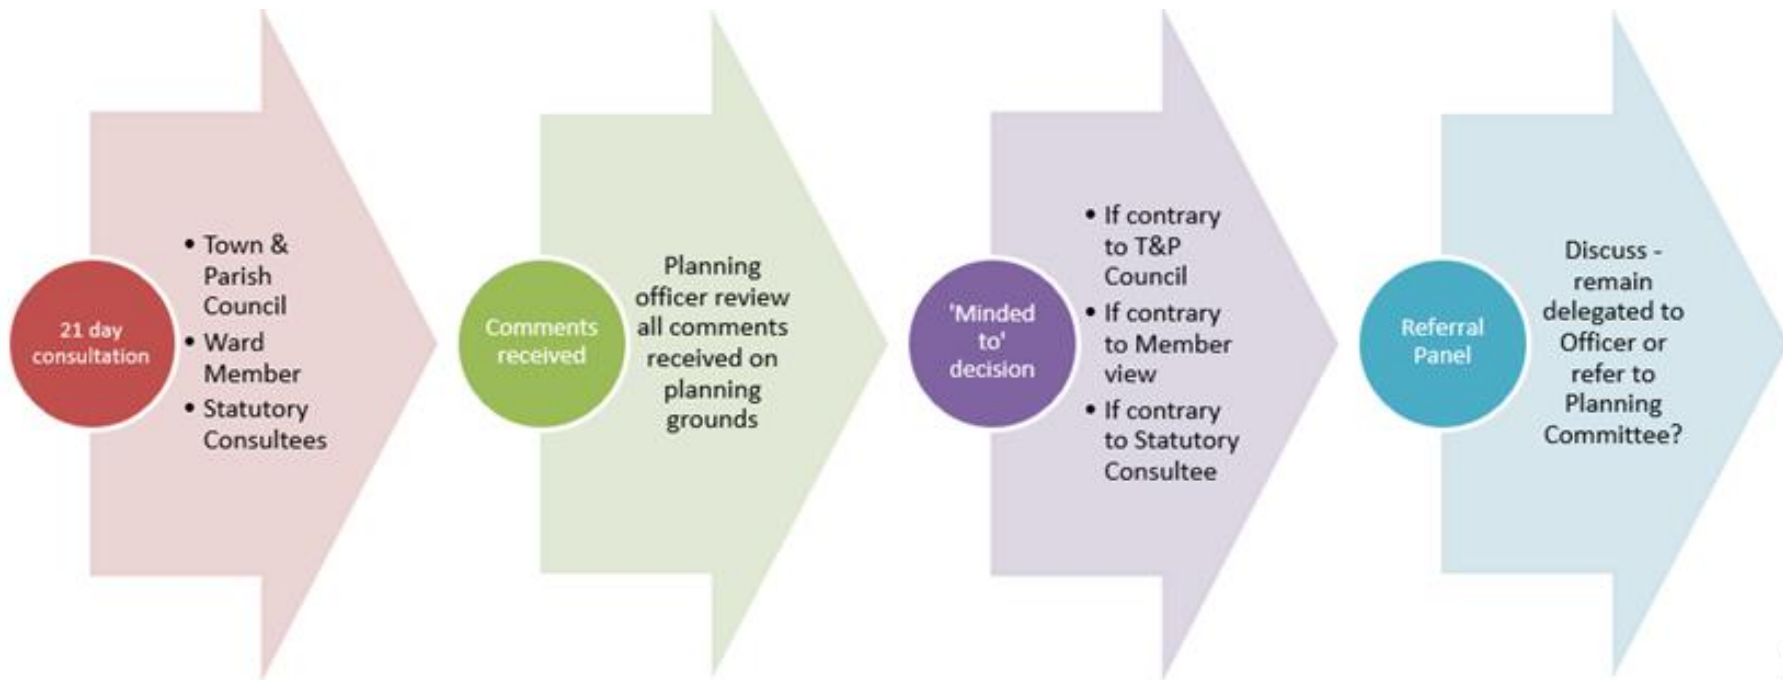 21 day
consultation
• Town &
Parish
Council
• Ward
Member
• Statutory
Consultees
Comments
received
Planning
officer review
all comments
received on
planning
grounds
'Minded
to'
decision
• If contrary
to T&P
Council
• If contrary
to Member
view
• If contrary
to Statutory
Consultee
Referral
Panel
Discuss -
remain
delegated to
Officer or
refer to
Planning
Committee?